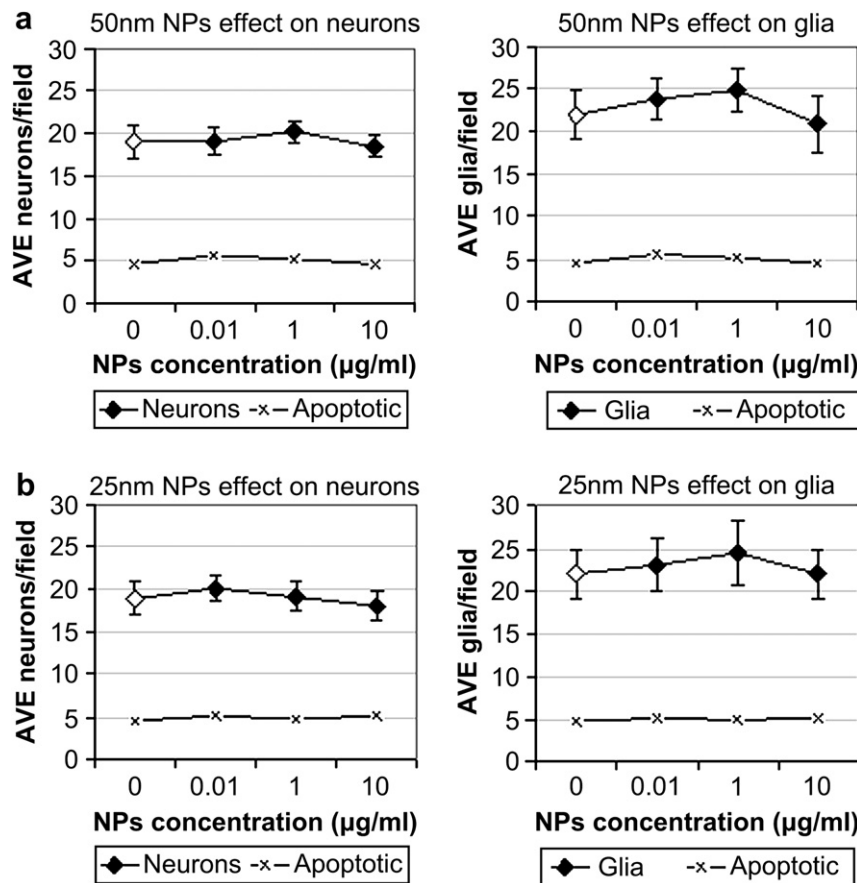 a
50nm NPs effect on neurons
AVE neurons/field
30
25
20
15
10
5
0
0 0.01 1 10
NPs concentration (µg/ml)
Neurons Apoptotic
50nm NPs effect on glia
AVE glia/field
30
25
20
15
10
5
0
0 0.01 1 10
NPs concentration (µg/ml)
Glia Apoptotic
b
25nm NPs effect on neurons
AVE neurons/field
30
25
20
15
10
5
0
0 0.01 1 10
NPs concentration (µg/ml)
Neurons Apoptotic
25nm NPs effect on glia
AVE glia/field
30
25
20
15
10
5
0
0 0.01 1 10
NPs concentration (µg/ml)
Glia Apoptotic